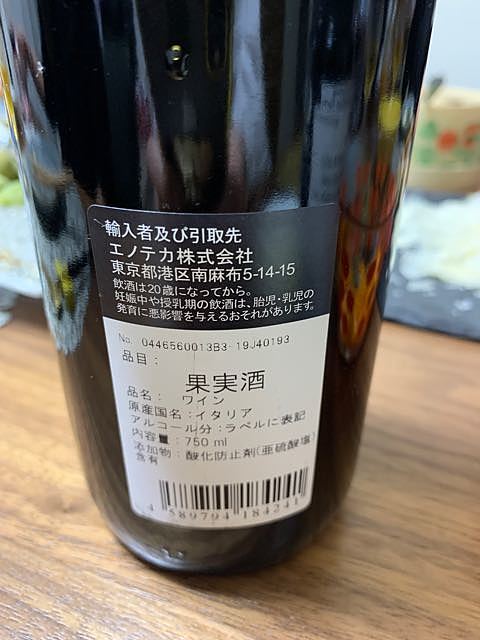 輸入者及び引取先
エノテカ株式会社
東京都港区南麻布5-14-15
飲酒は20歳になってから。
妊娠中や授乳期の飲酒は、胎児・乳児の
発育に悪影響を与えるおそれがあります。
No. 0446560013B3-19J40193
品目：
果実酒
品名： ワイン
原産国名：イタリア
アルコール分：ラベルに表記
内容量：750 ml
添加物：酸化防止剤(亜硫酸塩)
含有
4 589794 184241